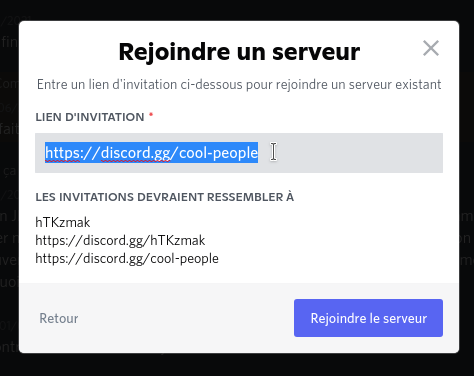 Rejoindre un serveur
Entre un lien d'invitation ci-dessous pour rejoindre un serveur existant
LIEN D'INVITATION *
https://discord.gg/cool-people
LES INVITATIONS DEVRAIENT RESSEMBLER À
hTKzmak
https://discord.gg/hTKzmak
https://discord.gg/cool-people
Retour
Rejoindre le serveur